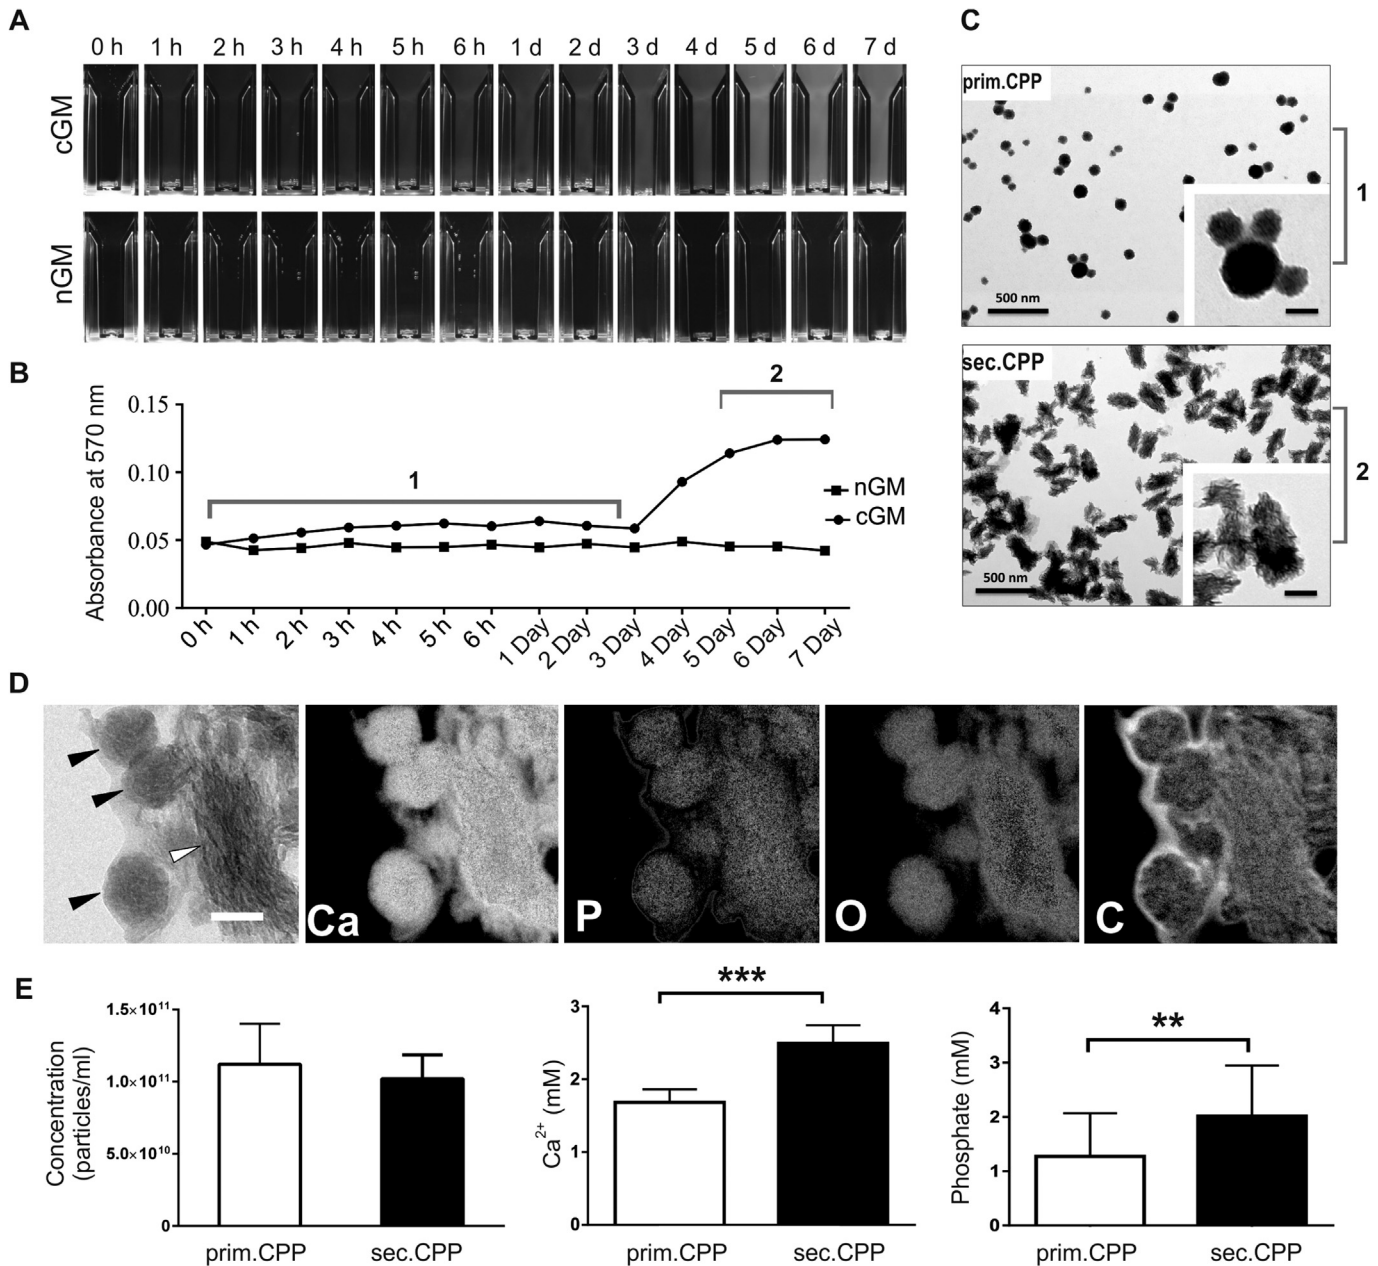 A
0 h 1 h 2 h 3 h 4 h 5 h 6 h 1 d 2 d 3 d 4 d 5 d 6 d 7 d
cGM
nGM
B
Absorbance at 570 nm
0.15
0.10
0.05
0.00
1
2
nGM
cGM
0 h 1 h 2 h 3 h 4 h 5 h 6 h 1 Day 2 Day 3 Day 4 Day 5 Day 6 Day 7 Day
C
prim.CPP
500 nm
1
sec.CPP
500 nm
2
D
Ca
P
O
C
E
Concentration
(particles/ml)
1.5×10¹¹
1.0×10¹¹
5.0×10¹⁰
0
prim.CPP sec.CPP
***
Ca²⁺ (mM)
3
2
1
0
prim.CPP sec.CPP
**
Phosphate (mM)
4
3
2
1
0
prim.CPP sec.CPP